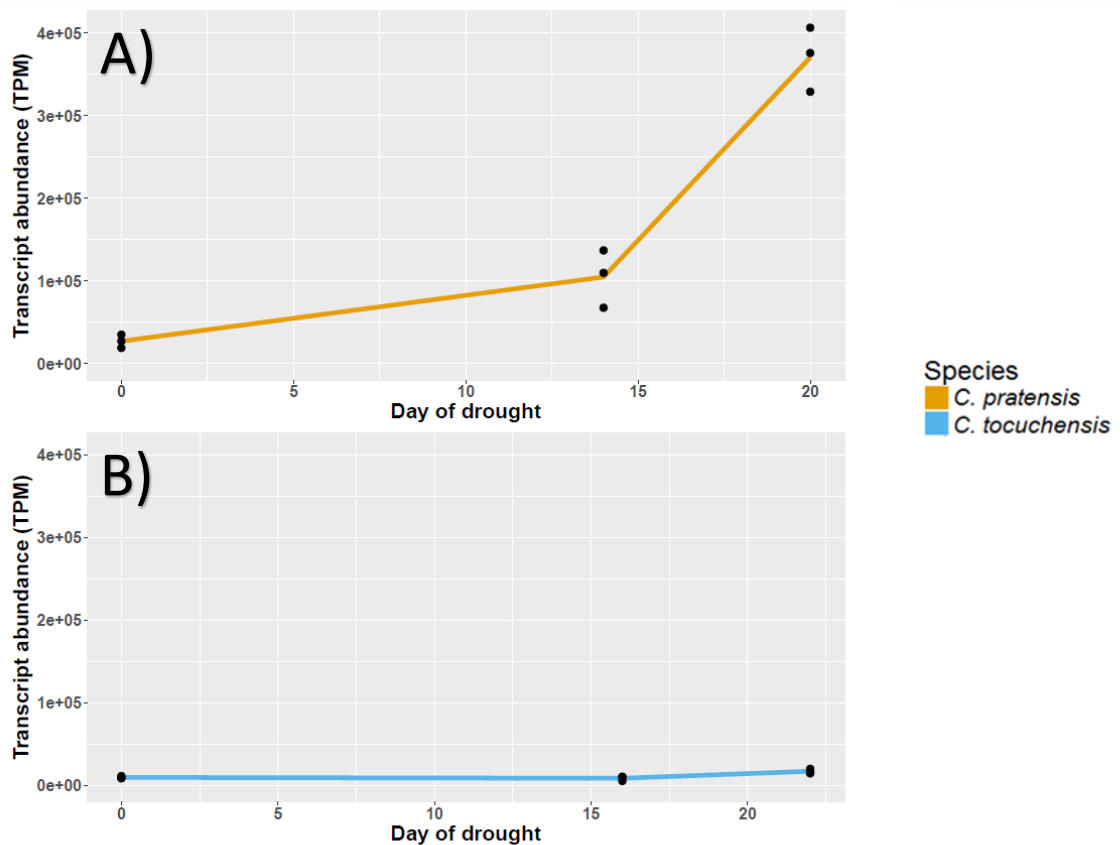 A)
Transcript abundance (TPM)
4e+05
3e+05
2e+05
1e+05
0e+00
0 5 10 15 20
Day of drought
B)
Transcript abundance (TPM)
4e+05
3e+05
2e+05
1e+05
0e+00
0 5 10 15 20
Day of drought
Species
C. pratensis
C. tocuchensis